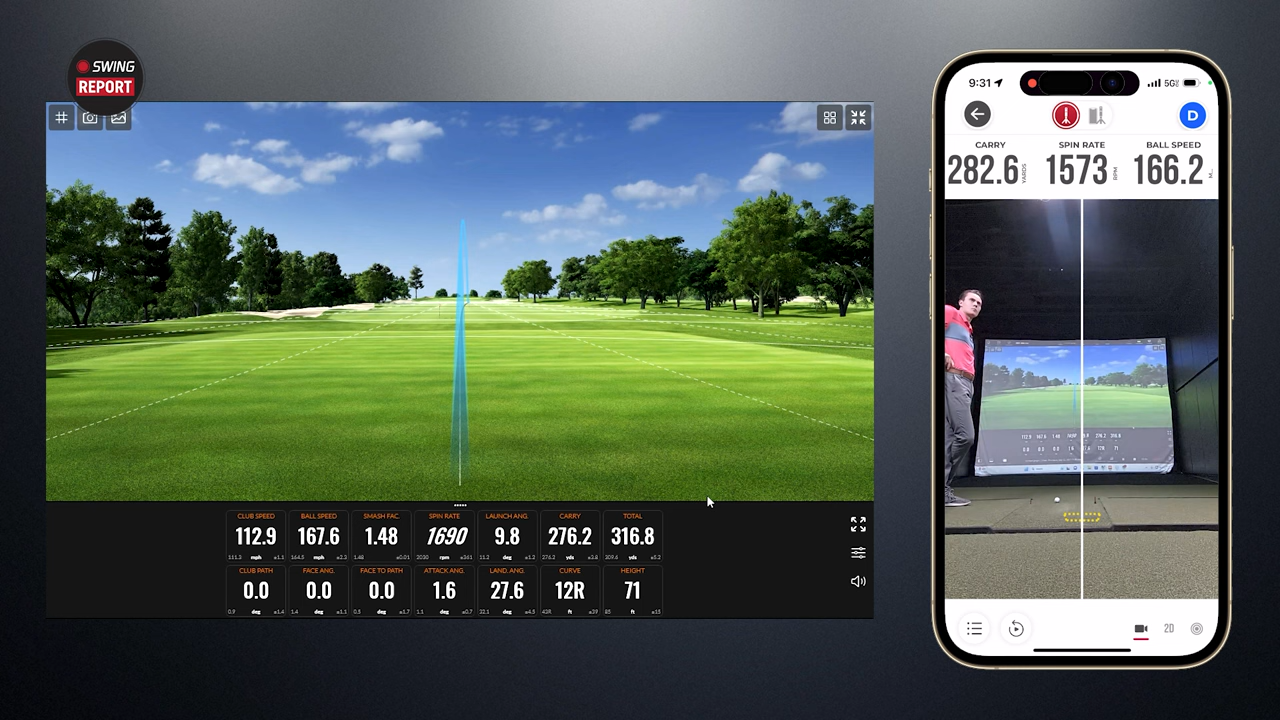 SWING
REPORT
CLUB SPEED BALL SPEED SMASH FAC. SPIN RATE LAUNCH ANG. CARRY TOTAL
112.9 167.6 1.48 1690 9.8 276.2 316.8
mph mph rpm deg yds yds
CLUB PATH FACE ANG. FACE TO PATH ATTACK ANG. LAND. ANG. CURVE HEIGHT
0.0 0.0 0.0 1.6 27.6 12R 71
deg deg deg deg deg ft ft
9:31 5G
D
CARRY SPIN RATE BALL SPEED
282.6 YARDS 1573 RPM 166.2 M...
2D